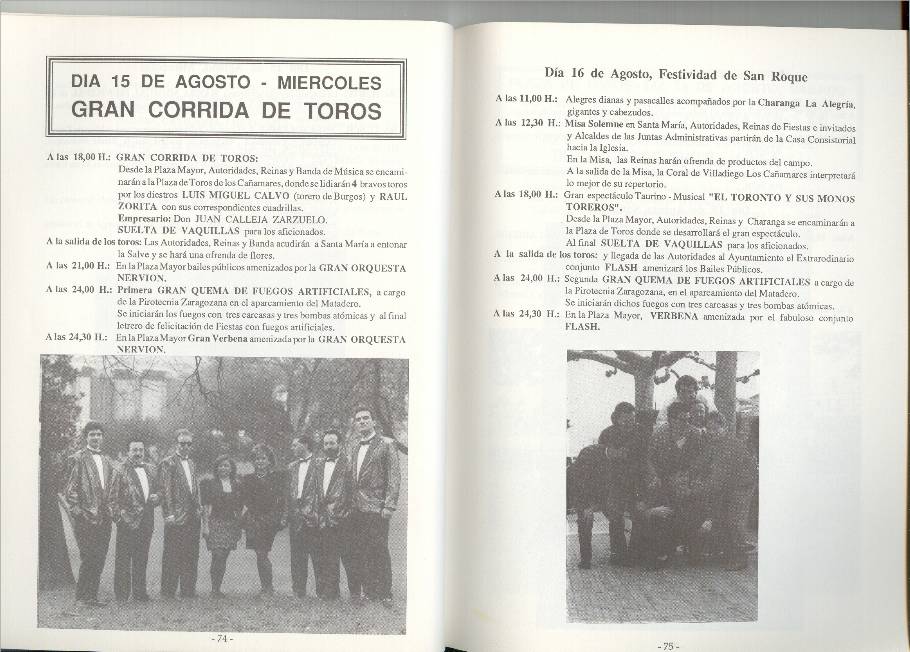 DIA 15 DE AGOSTO - MIERCOLES
GRAN CORRIDA DE TOROS
A las 18,00 H.: GRAN CORRIDA DE TOROS:
Desde la Plaza Mayor, Autoridades, Reinas y Banda de Música se encami-
narán a la Plaza de Toros de los Cañamares, donde se lidiarán 4 bravos toros
por los diestros LUIS MIGUEL CALVO (torero de Burgos) y RAUL
ZORITA con sus correspondientes cuadrillas.
Empresario: Don JUAN CALLEJA ZARZUELO.
SUELTA DE VAQUILLAS para los aficionados.
A la salida de los toros: Las Autoridades, Reinas y Banda acudirán a Santa María a entonar
la Salve y se hará una ofrenda de flores.
A las 21,00 H.: En la Plaza Mayor bailes públicos amenizados por la GRAN ORQUESTA
NERVION.
A las 24,00 H.: Primera GRAN QUEMA DE FUEGOS ARTIFICIALES, a cargo
de la Pirotecnia Zaragozana en el aparcamiento del Matadero.
Se iniciarán los fuegos con tres carcasas y tres bombas atómicas y al final
letrero de felicitación de Fiestas con fuegos artificiales.
A las 24,30 H.: En la Plaza Mayor Gran Verbena amenizada por la GRAN ORQUESTA
NERVION.
- 74 -
Día 16 de Agosto, Festividad de San Roque
A las 11,00 H.: Alegres dianas y pasacalles acompañados por la Charanga La Alegría,
gigantes y cabezudos.
A las 12,30 H.: Misa Solemne en Santa María, Autoridades, Reinas de Fiestas e invitados
y Alcaldes de las Juntas Administrativas partirán de la Casa Consistorial
hacia la Iglesia.
En la Misa, las Reinas harán ofrenda de productos del campo.
A la salida de la Misa, la Coral de Villadiego Los Cañamares interpretará
lo mejor de su repertorio.
A las 18,00 H.: Gran espectáculo Taurino - Musical "EL TORONTO Y SUS MONOS
TOREROS".
Desde la Plaza Mayor, Autoridades, Reinas y Charanga se encaminarán a
la Plaza de Toros donde se desarrollará el gran espectáculo.
Al final SUELTA DE VAQUILLAS para los aficionados.
A la salida de los toros: y llegada de las Autoridades al Ayuntamiento el Extrarodinario
conjunto FLASH amenizará los Bailes Públicos.
A las 24,00 H.: Segunda GRAN QUEMA DE FUEGOS ARTIFICIALES a cargo de
la Pirotecnia Zaragozana, en el aparcamiento del Matadero.
Se iniciarán dichos fuegos con tres carcasas y tres bombas atómicas.
A las 24,30 H.: En la Plaza Mayor, VERBENA amenizada por el fabuloso conjunto
FLASH.
- 75 -